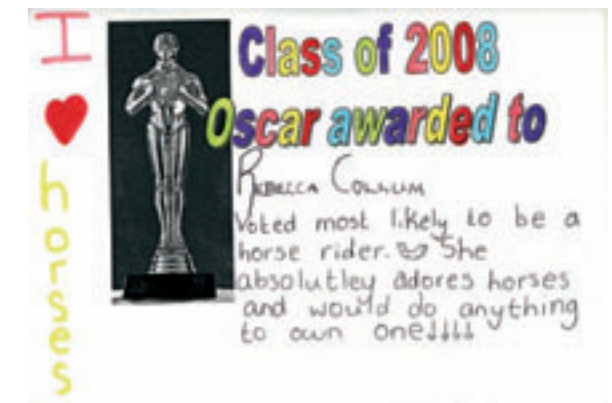 I
♥
horses
Class of 2008
Oscar awarded to
Rebecca Collum
Voted most likely to be a
horse rider. She
absolutley adores horses
and would do anything
to own one!!!!